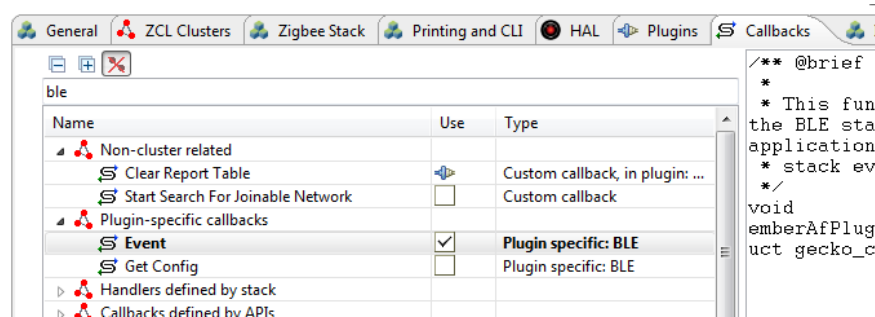 General ZCL Clusters Zigbee Stack Printing and CLI HAL Plugins Callbacks
ble
Name Use Type
Non-cluster related
Clear Report Table Custom callback, in plugin: ...
Start Search For Joinable Network Custom callback
Plugin-specific callbacks
Event Plugin specific: BLE
Get Config Plugin specific: BLE
Handlers defined by stack
Callbacks defined by APIs
/** @brief
*
* This fun
the BLE sta
application
* stack ev
*/
void
emberAfPlug
uct gecko_c